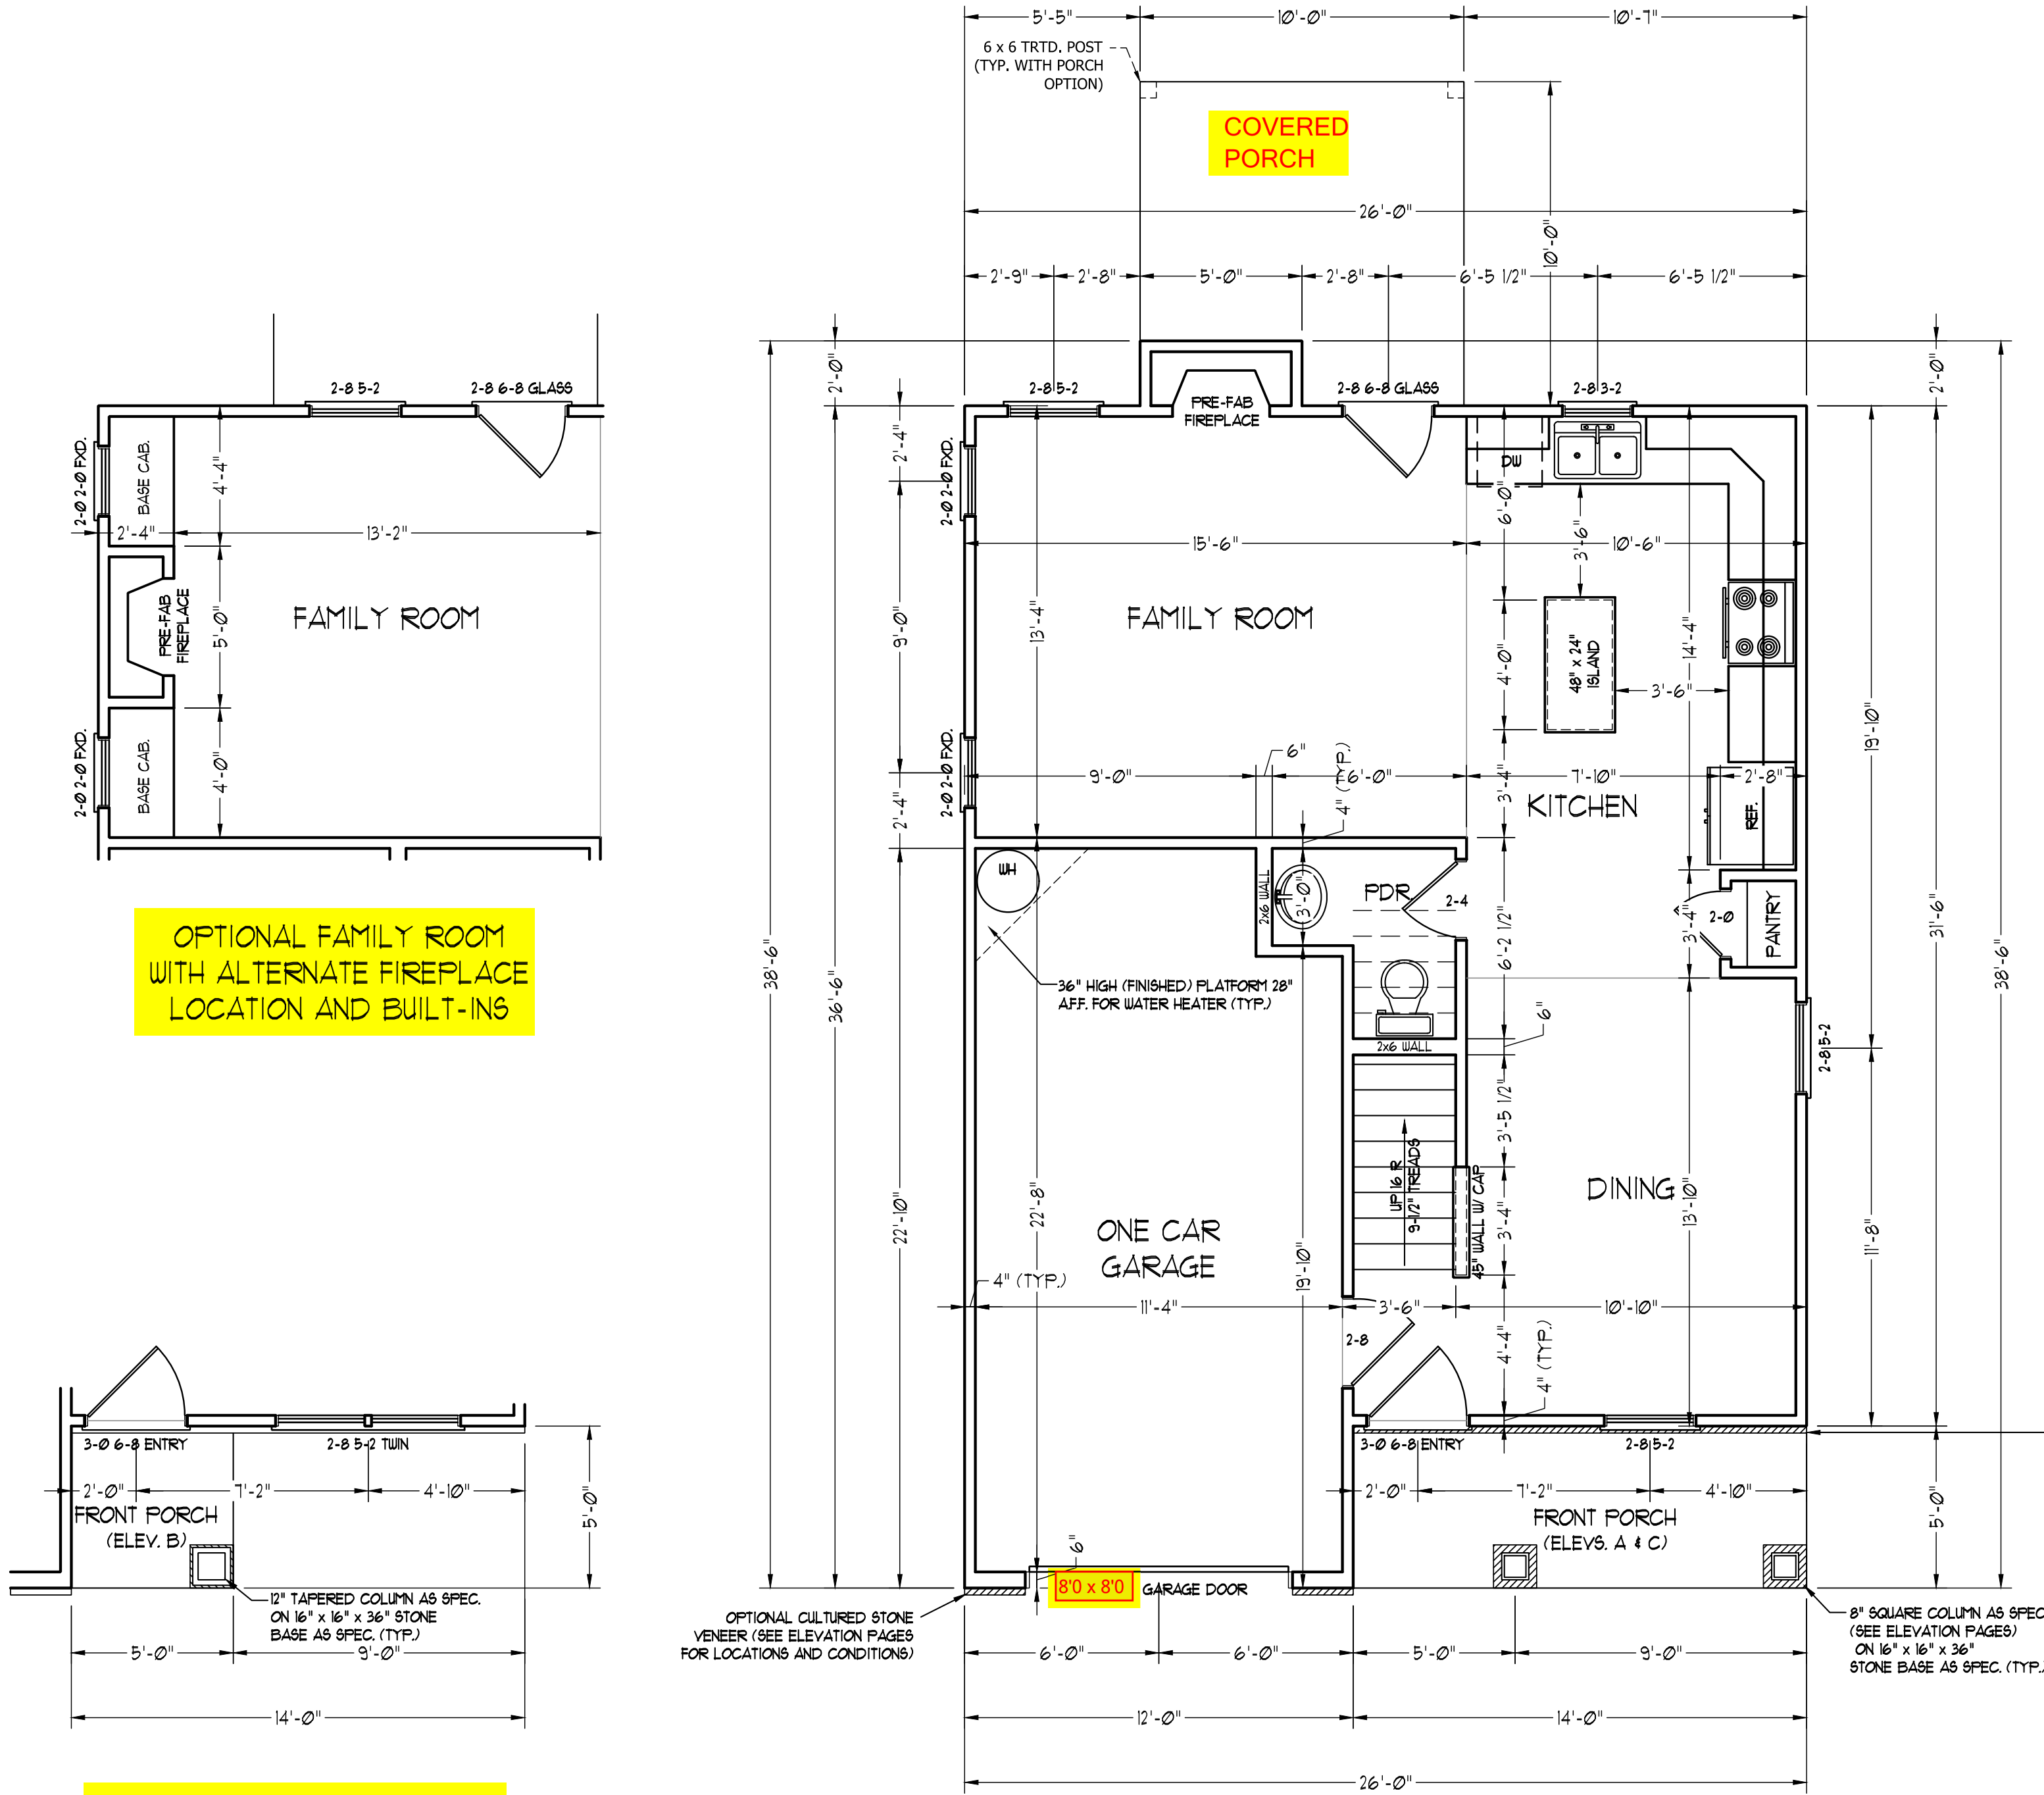 5'-5"
10'-0"
10'-7"
6 x 6 TRTD. POST
(TYP. WITH PORCH
OPTION)
COVERED
PORCH
26'-0"
10'-0"
2'-9"
2'-8"
5'-0"
2'-8"
6'-5 1/2"
6'-5 1/2"
2'-0"
2'-0"
2-8 5-2
2-8 6-8 GLASS
2-8 5-2
PRE-FAB
FIREPLACE
2-8 6-8 GLASS
2-8 3-2
2-0 2-0 FXD.
BASE CAB.
4'-4"
2'-4"
13'-2"
PRE-FAB
FIREPLACE
5'-0"
FAMILY ROOM
2-0 2-0 FXD.
BASE CAB.
4'-0"
2'-4"
2-0 2-0 FXD.
DW
6'-0"
3'-6"
15'-6"
10'-6"
9'-0"
13'-4"
FAMILY ROOM
4'-0"
48" x 24"
ISLAND
14'-4"
3'-6"
19'-10"
2-0 2-0 FXD.
2'-4"
9'-0"
6"
4" (TYP.)
6'-0"
3'-4"
7'-10"
2'-8"
KITCHEN
REF.
OPTIONAL FAMILY ROOM
WITH ALTERNATE FIREPLACE
LOCATION AND BUILT-INS
38'-6"
36'-6"
WH
2x6 WALL
3'-0"
PDR.
2-4
6'-2 1/2"
3'-4"
2-0
PANTRY
31'-6"
38'-6"
36" HIGH (FINISHED) PLATFORM 28"
A.F.F. FOR WATER HEATER (TYP.)
2x6 WALL
6"
2-8 5-2
3'-5 1/2"
UP 16 R
9-1/2" TREADS
45" WALL W/ CAP
3'-4"
DINING
13'-10"
11'-8"
22'-10"
22'-8"
ONE CAR
GARAGE
19'-10"
4" (TYP.)
11'-4"
3'-6"
10'-10"
2-8
4'-4"
4" (TYP.)
3-0 6-8 ENTRY
2-8 5-2 TWIN
2'-0"
7'-2"
4'-10"
5'-0"
FRONT PORCH
(ELEV. B)
12" TAPERED COLUMN AS SPEC.
ON 16" x 16" x 36" STONE
BASE AS SPEC. (TYP.)
5'-0"
9'-0"
14'-0"
3-0 6-8 ENTRY
2-8 5-2
2'-0"
7'-2"
4'-10"
5'-0"
FRONT PORCH
(ELEVS. A & C)
6"
8'0 x 8'0
GARAGE DOOR
OPTIONAL CULTURED STONE
VENEER (SEE ELEVATION PAGES
FOR LOCATIONS AND CONDITIONS)
8" SQUARE COLUMN AS SPEC
(SEE ELEVATION PAGES)
ON 16" x 16" x 36"
STONE BASE AS SPEC. (TYP.
6'-0"
6'-0"
5'-0"
9'-0"
12'-0"
14'-0"
26'-0"